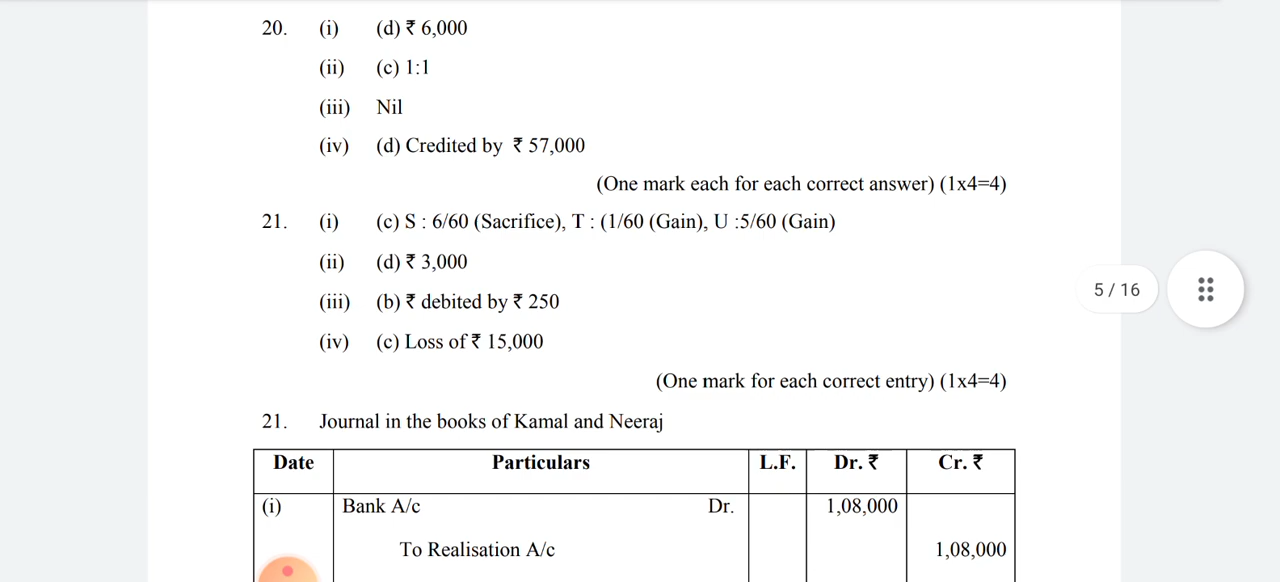 20. (i) (d) ₹ 6,000
(ii) (c) 1:1
(iii) Nil
(iv) (d) Credited by ₹ 57,000
(One mark each for each correct answer) (1x4=4)
21. (i) (c) S : 6/60 (Sacrifice), T : (1/60 (Gain), U :5/60 (Gain)
(ii) (d) ₹ 3,000
(iii) (b) ₹ debited by ₹ 250
(iv) (c) Loss of ₹ 15,000
5 / 16
(One mark for each correct entry) (1x4=4)
21. Journal in the books of Kamal and Neeraj
Date Particulars L.F. Dr. ₹ Cr. ₹
(i) Bank A/c Dr. 1,08,000
To Realisation A/c 1,08,000